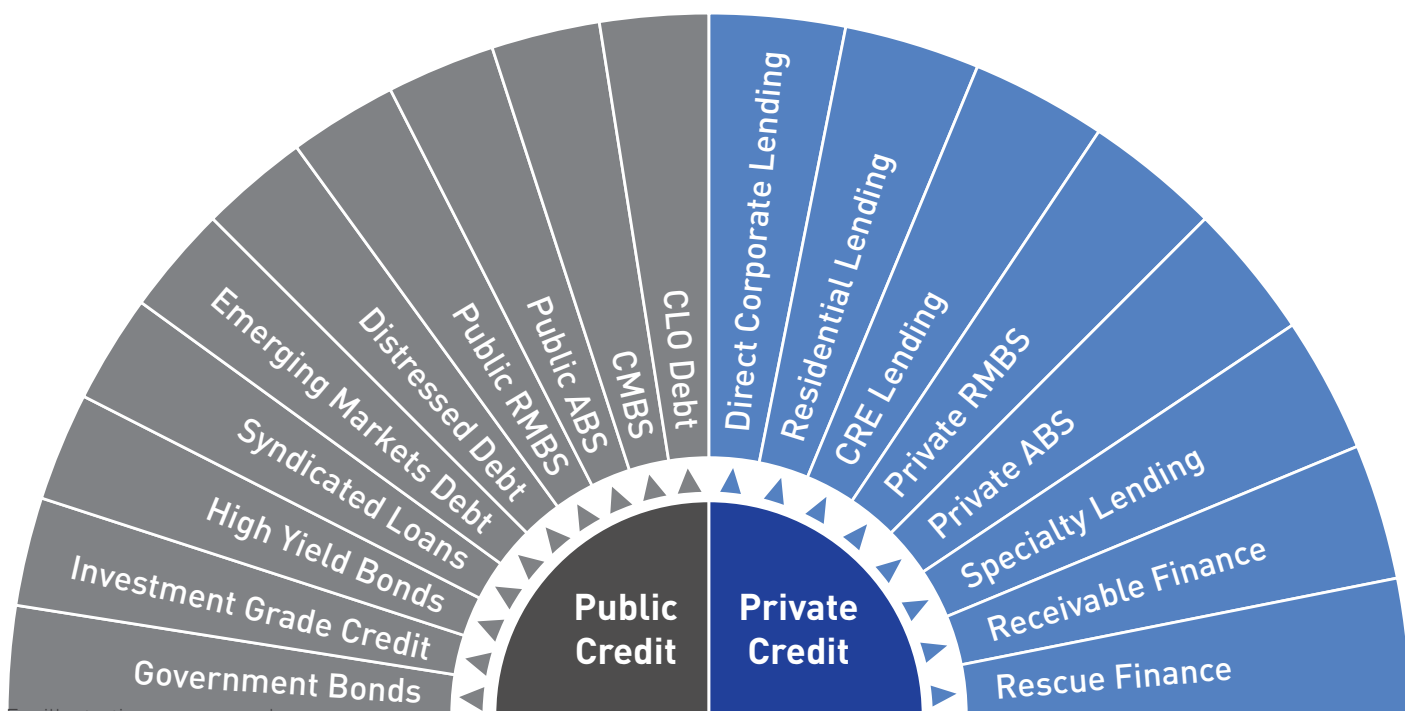 Government Bonds
Investment Grade Credit
High Yield Bonds
Syndicated Loans
Emerging Markets Debt
Distressed Debt
Public RMBS
Public ABS
CMBS
CLO Debt
Direct Corporate Lending
Residential Lending
CRE Lending
Private RMBS
Private ABS
Specialty Lending
Receivable Finance
Rescue Finance
Public
Credit
Private
Credit